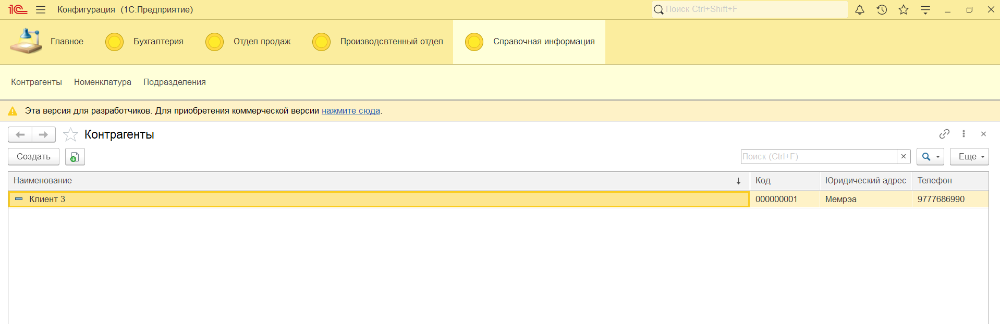 1С Конфигурация (1С:Предприятие) Поиск Ctrl+Shift+F
Главное Бухгалтерия Отдел продаж Производсвтенный отдел Справочная информация
Контрагенты Номенклатура Подразделения
Эта версия для разработчиков. Для приобретения коммерческой версии нажмите сюда.
Контрагенты
Создать Поиск (Ctrl+F) Еще
Наименование Код Юридический адрес Телефон
Клиент 3 000000001 Мемрэа 9777686990